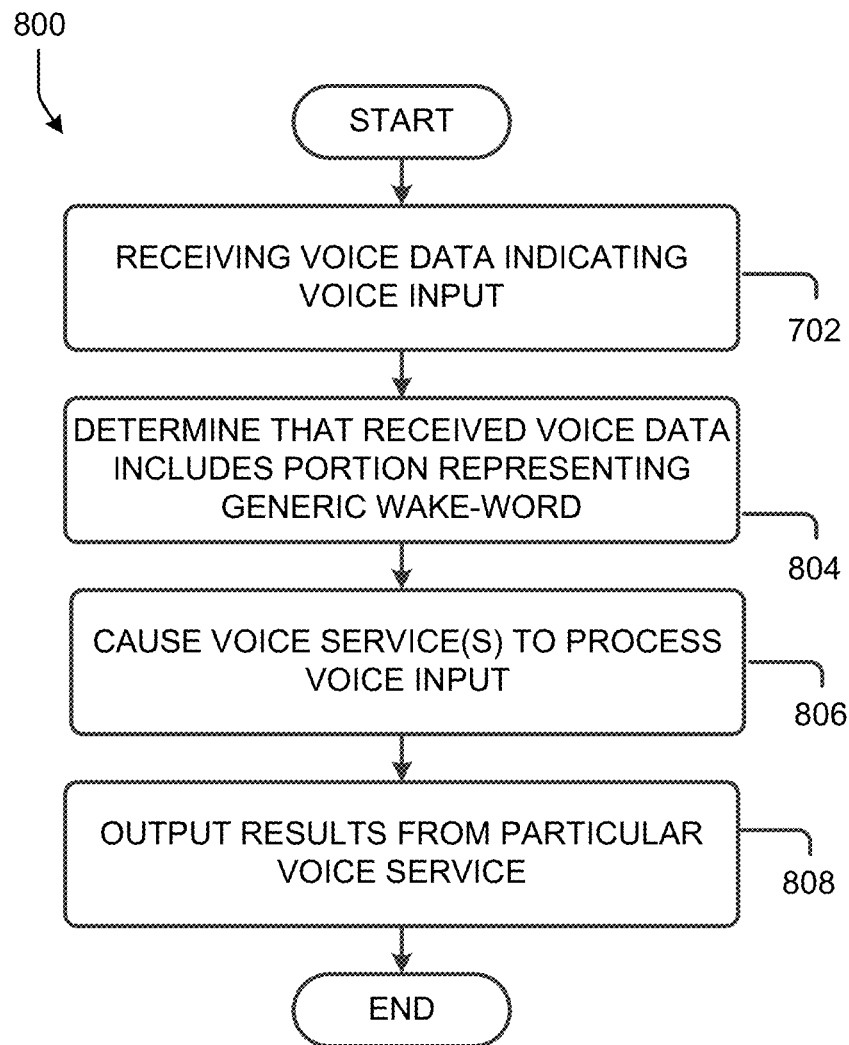 800
START
RECEIVING VOICE DATA INDICATING
VOICE INPUT
702
DETERMINE THAT RECEIVED VOICE DATA
INCLUDES PORTION REPRESENTING
GENERIC WAKE-WORD
804
CAUSE VOICE SERVICE(S) TO PROCESS
VOICE INPUT
806
OUTPUT RESULTS FROM PARTICULAR
VOICE SERVICE
808
END